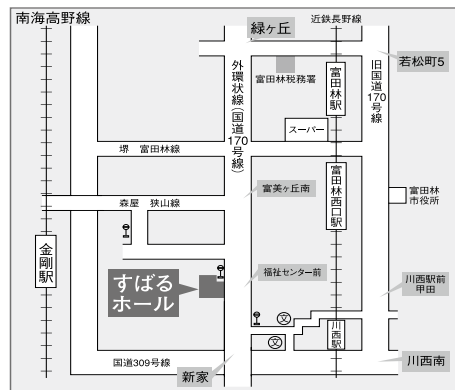 南海高野線
近鉄長野線
緑ヶ丘
若松町5
外環状線(国道170号線)
富田林税務署
富田林駅
旧国道170号線
スーパー
堺 富田林線
富美ヶ丘南
富田林西口駅
富田林
市役所
森屋 狭山線
金剛駅
すばる
ホール
福祉センター前
川西駅前
甲田
文
川西駅
文
川西南
国道309号線
新家